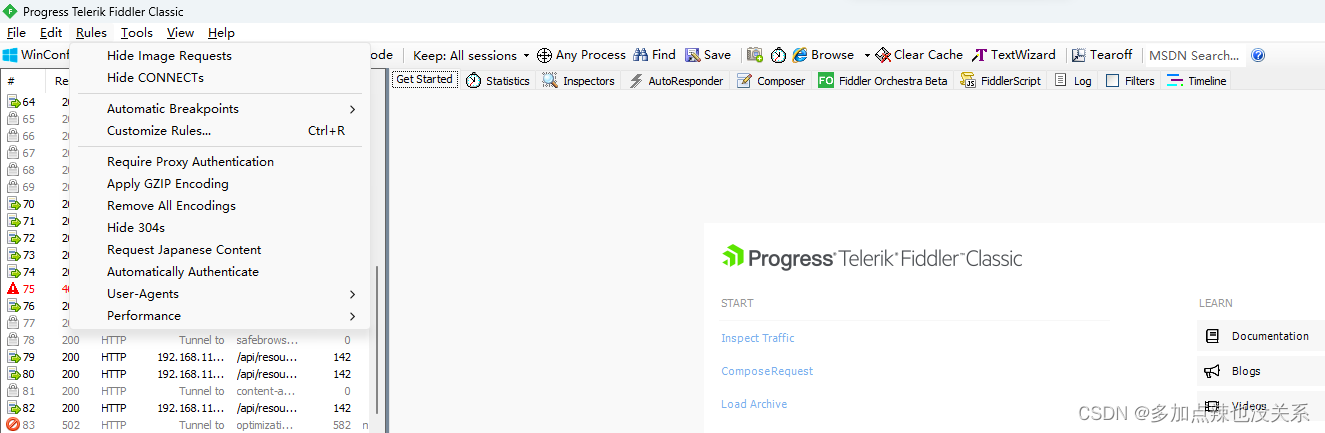 Progress Telerik Fiddler Classic
File Edit Rules Tools View Help
WinConf ode Keep: All sessions Any Process Find Save Browse Clear Cache TextWizard Tearoff MSDN Search...
# Re
Get Started Statistics Inspectors AutoResponder Composer FO Fiddler Orchestra Beta FiddlerScript Log Filters Timeline
Hide Image Requests
Hide CONNECTs
Automatic Breakpoints
Customize Rules... Ctrl+R
Require Proxy Authentication
Apply GZIP Encoding
Remove All Encodings
Hide 304s
Request Japanese Content
Automatically Authenticate
User-Agents
Performance
64 20
65 20
66 20
67 20
68 20
69 20
70 20
71 20
72 20
73 20
74 20
75 40
76 20
77 20
78 200 HTTP Tunnel to safebrows... 0
79 200 HTTP 192.168.11... /api/resou... 142
80 200 HTTP 192.168.11... /api/resou... 142
81 200 HTTP Tunnel to content-a... 0
82 200 HTTP 192.168.11... /api/resou... 142
83 502 HTTP Tunnel to optimizati... 582 n
Progress Telerik Fiddler Classic
START
Inspect Traffic
Compose Request
Load Archive
LEARN
Documentation
Blogs
Videos
CSDN @多加点辣也没关系